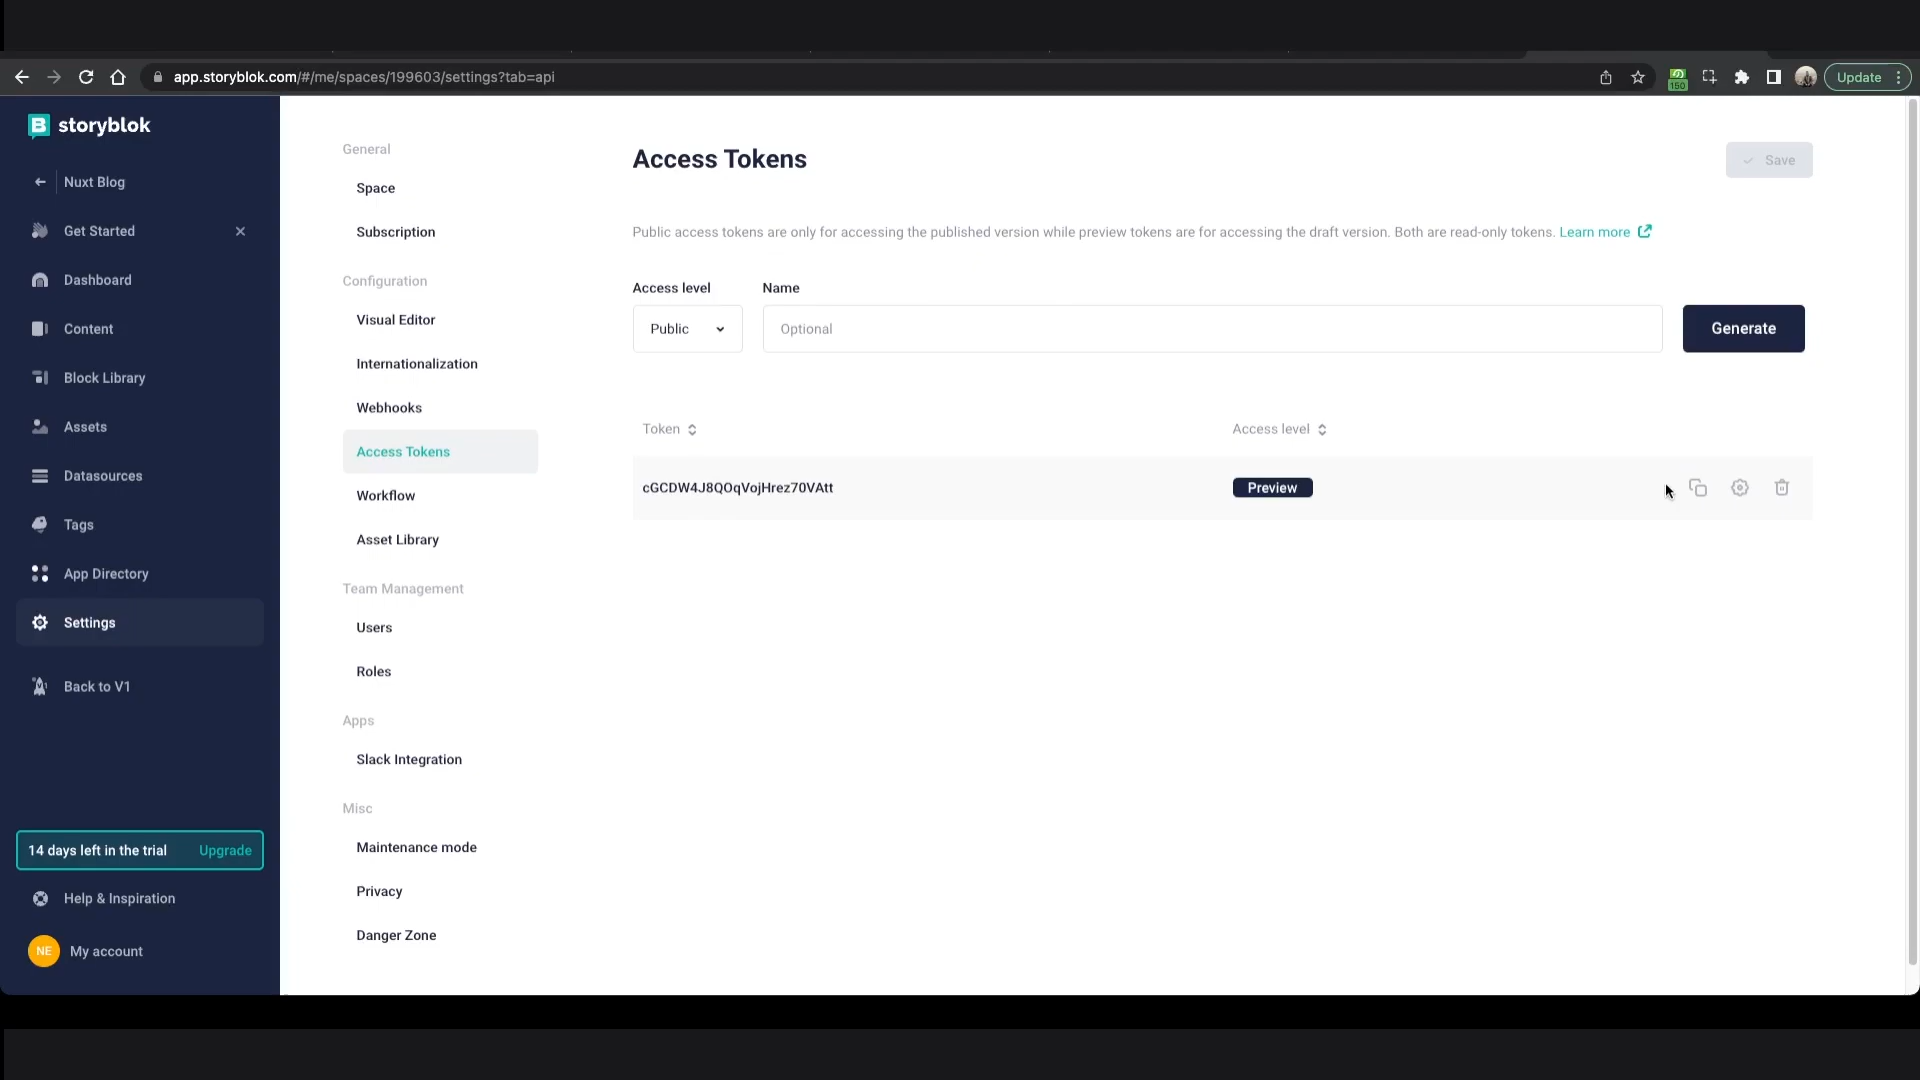 app.storyblok.com/#/me/spaces/199603/settings?tab=api
150
Update
storyblok
Nuxt Blog
Get Started
Dashboard
Content
Block Library
Assets
Datasources
Tags
App Directory
Settings
Back to V1
14 days left in the trial Upgrade
Help & Inspiration
NE My account
General
Space
Subscription
Configuration
Visual Editor
Internationalization
Webhooks
Access Tokens
Workflow
Asset Library
Team Management
Users
Roles
Apps
Slack Integration
Misc
Maintenance mode
Privacy
Danger Zone
Access Tokens
Save
Public access tokens are only for accessing the published version while preview tokens are for accessing the draft version. Both are read-only tokens. Learn more
Access level Name
Public Optional Generate
Token Access level
cGCDW4J8QOqVojHrez70VAtt Preview